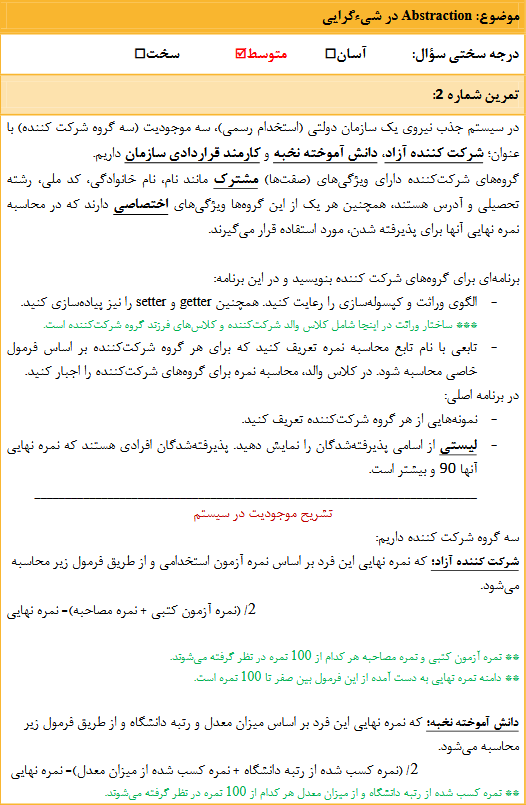 موضوع: Abstraction در شی‌ءگرایی
درجه سختی سؤال: آسان☐ متوسط☑ سخت☐
تمرین شماره 2:
در سیستم جذب نیروی یک سازمان دولتی (استخدام رسمی)، سه موجودیت (سه گروه شرکت کننده) با
عنوان؛ شرکت کننده آزاد، دانش آموخته نخبه و کارمند قراردادی سازمان داریم.
گروه‌های شرکت‌کننده دارای ویژگی‌های (صفت‌ها) مشترک مانند نام، نام خانوادگی، کد ملی، رشته
تحصیلی و آدرس هستند، همچنین هر یک از این گروه‌ها ویژگی‌های اختصاصی دارند که در محاسبه
نمره نهایی آنها برای پذیرفته شدن، مورد استفاده قرار می‌گیرند.
برنامه‌ای برای گروه‌های شرکت کننده بنویسید و در این برنامه:
- الگوی وراثت و کپسوله‌سازی را رعایت کنید. همچنین getter و setter را نیز پیاده‌سازی کنید.
*** ساختار وراثت در اینجا شامل کلاس والد شرکت‌کننده و کلاس‌های فرزند گروه شرکت‌کننده است.
- تابعی با نام تابع محاسبه نمره تعریف کنید که برای هر گروه شرکت‌کننده بر اساس فرمول
خاصی محاسبه شود. در کلاس والد، محاسبه نمره برای گروه‌های شرکت‌کننده را اجبار کنید.
در برنامه اصلی:
- نمونه‌هایی از هر گروه شرکت‌کننده تعریف کنید.
- لیستی از اسامی پذیرفته‌شدگان را نمایش دهید. پذیرفته‌شدگان افرادی هستند که نمره نهایی
آنها 90 و بیشتر است.
تشریح موجودیت در سیستم
سه گروه شرکت کننده داریم:
شرکت کننده آزاد؛ که نمره نهایی این فرد بر اساس نمره آزمون استخدامی و از طریق فرمول زیر محاسبه
می‌شود.
2/ (نمره آزمون کتبی + نمره مصاحبه)= نمره نهایی
** نمره آزمون کتبی و نمره مصاحبه هر کدام از 100 نمره در نظر گرفته می‌شوند.
** دامنه نمره نهایی به دست آمده از این فرمول بین صفر تا 100 نمره است.
دانش آموخته نخبه؛ که نمره نهایی این فرد بر اساس میزان معدل و رتبه دانشگاه و از طریق فرمول زیر
محاسبه می‌شود.
2/ (نمره کسب شده از رتبه دانشگاه + نمره کسب شده از میزان معدل)= نمره نهایی
** نمره کسب شده از رتبه دانشگاه و از میزان معدل هر کدام از 100 نمره در نظر گرفته می‌شوند.